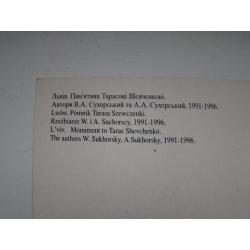 Львів. Пам'ятник Тарасові Шевченкові.
Автори В.А. Сухорський та А.А. Сухорський, 1991-1996.
Lwów. Pomnik Tarasa Szewczenki.
Rzeźbiarze W. i A. Suchorscy, 1991-1996.
L'viv. Monument to Taras Shevchenko.
The authors W. Sukhorsky, A.Sukhorsky, 1991-1996.